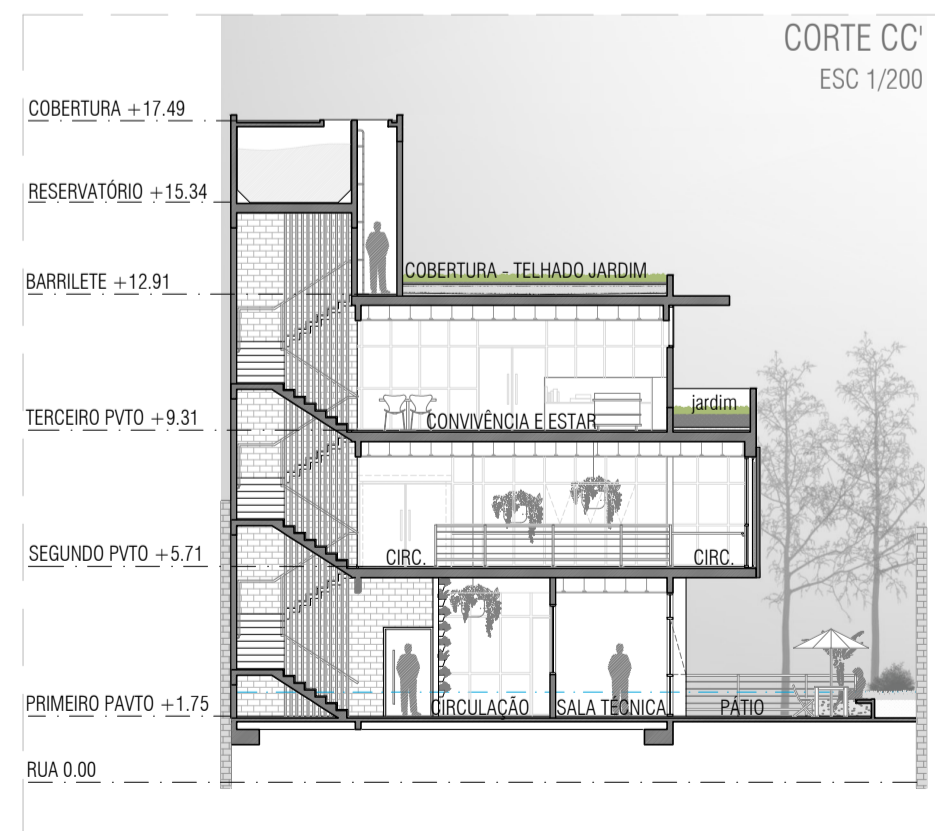 CORTE CC'
ESC 1/200
COBERTURA +17.49
RESERVATÓRIO +15.34
BARRILETE +12.91
COBERTURA - TELHADO JARDIM
jardim
TERCEIRO PVTO +9.31
CONVIVÊNCIA E ESTAR
SEGUNDO PVTO +5.71
CIRC.
CIRC.
PRIMEIRO PAVTO +1.75
CIRCULAÇÃO
SALA TÉCNICA
PÁTIO
RUA 0.00